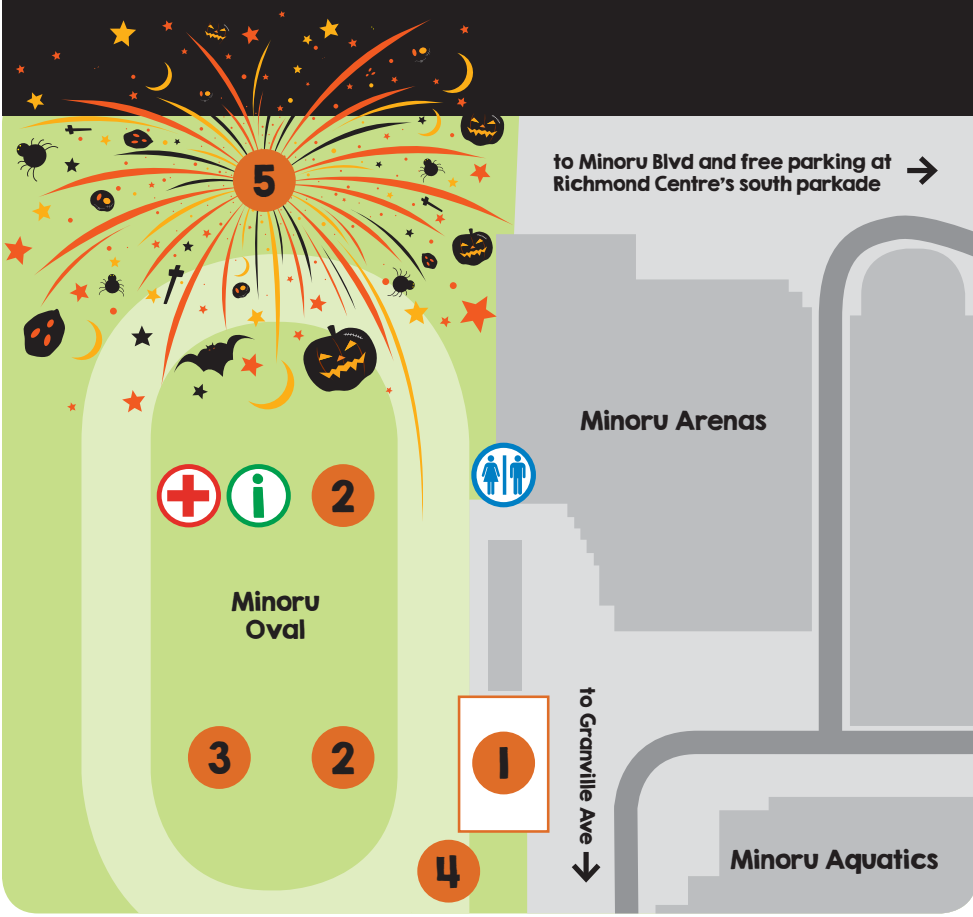 5
to Minoru Blvd and free parking at
Richmond Centre's south parkade
Minoru Arenas
i
2
Minoru
Oval
3
2
1
to Granville Ave
4
Minoru Aquatics